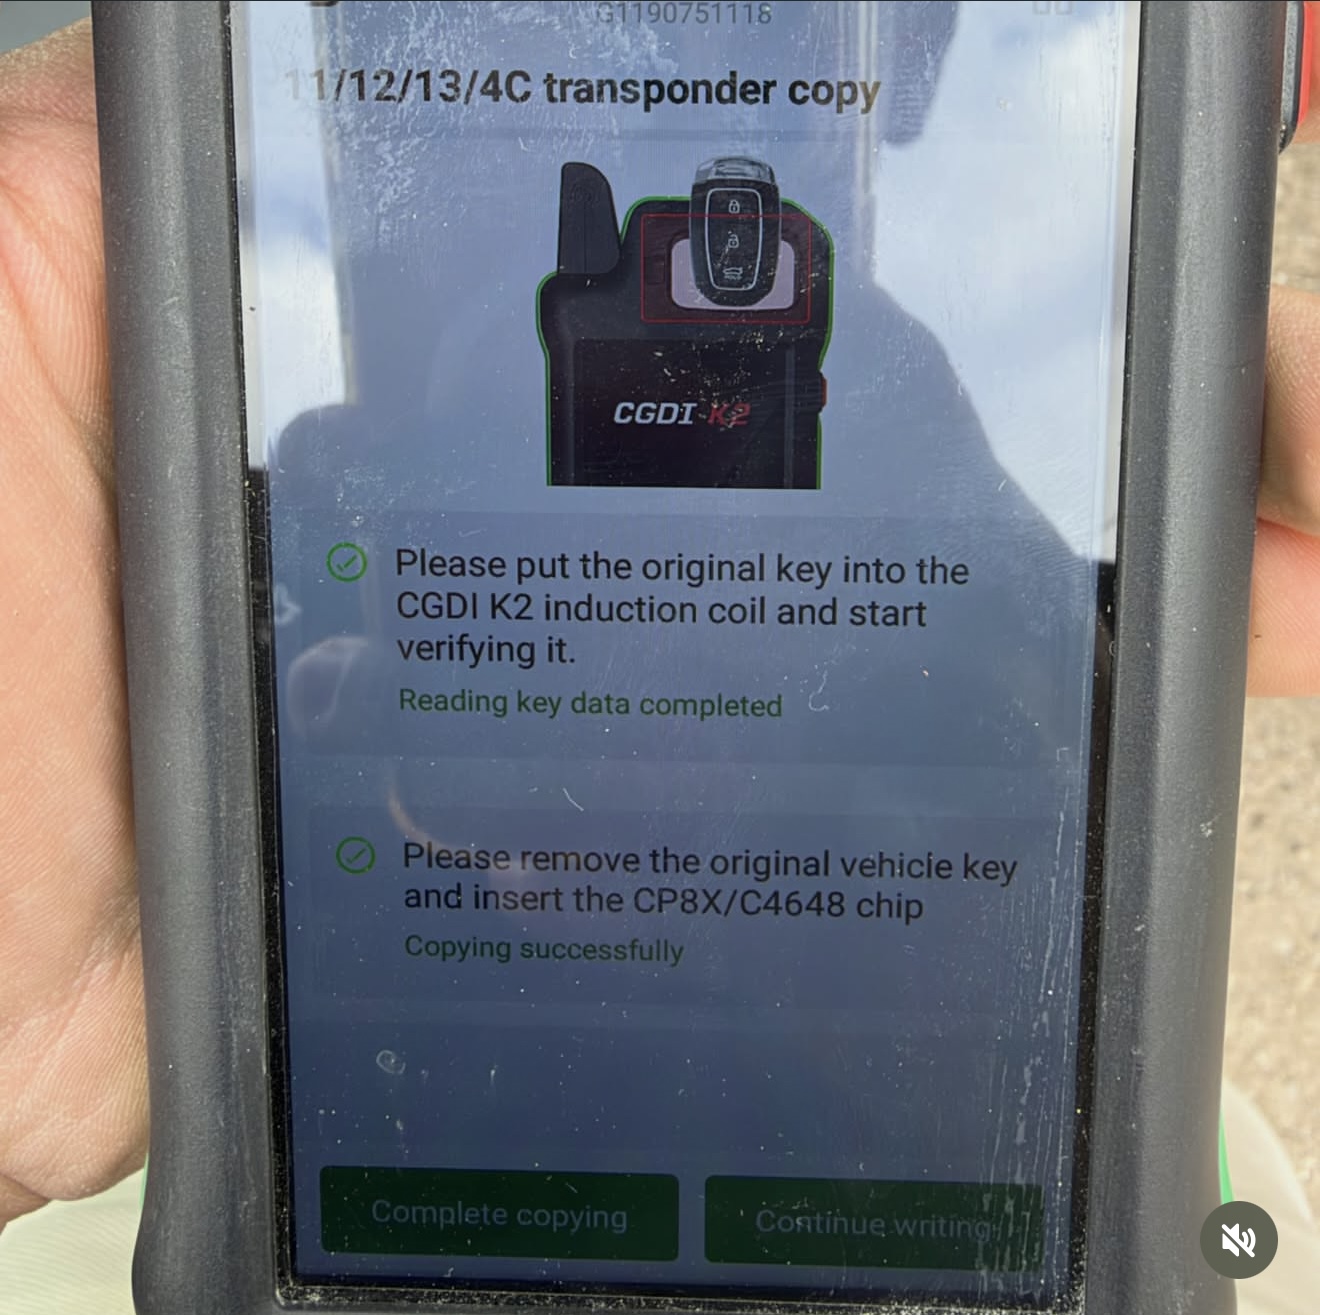 G1190751118
11/12/13/4C transponder copy
CGDI K2
Please put the original key into the
CGDI K2 induction coil and start
verifying it.
Reading key data completed
Please remove the original vehicle key
and insert the CP8X/C4648 chip
Copying successfully
Complete copying
Continue writing